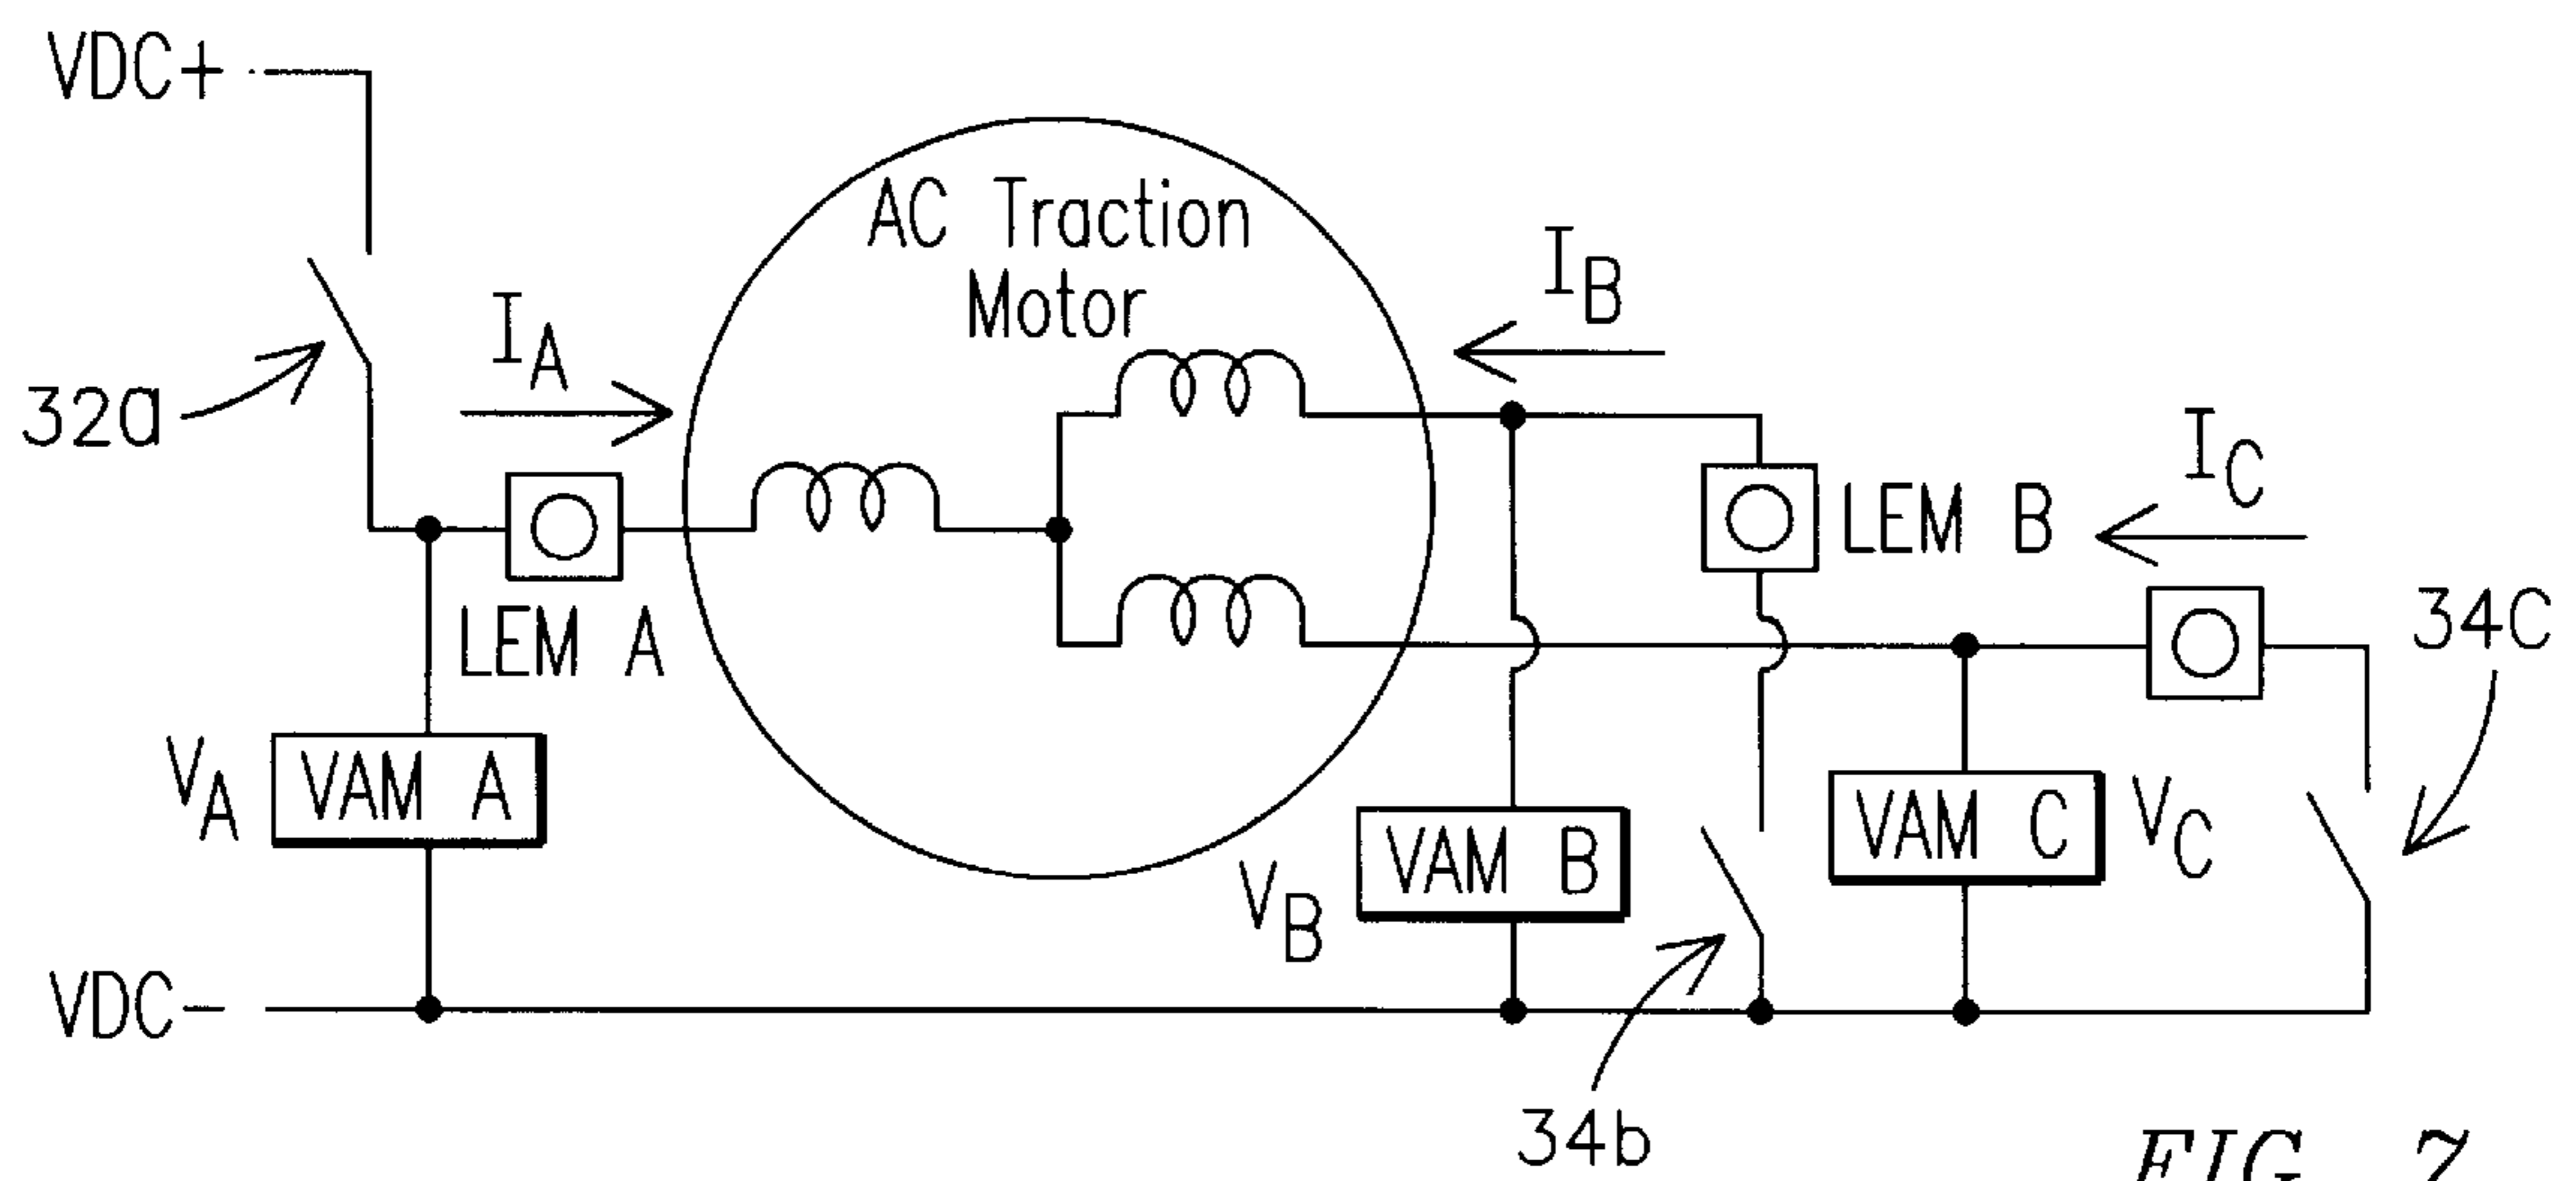 VDC+
AC Traction
Motor
IA
IB
32a
IC
LEM A
LEM B
34C
VA
VAM A
VAM B
VB
VAM C
VC
VDC-
34b
FIG. 7